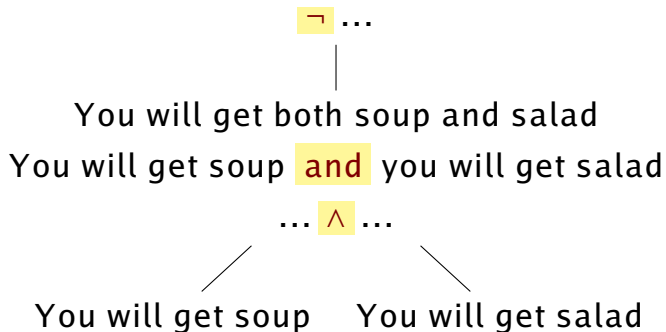 ¬ ...
You will get both soup and salad
You will get soup and you will get salad
... ∧ ...
You will get soup You will get salad